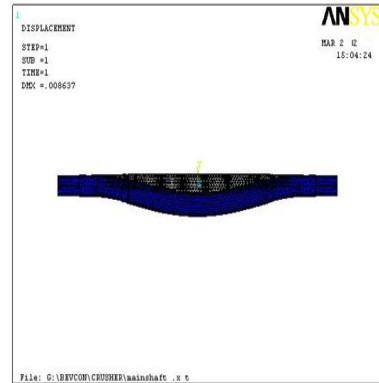 1
ANSYS
DISPLACEMENT
STEP=1
SUB =1
TIME=1
DMX =.008637
MAR 2
15:04:24
Y
File: G:\BEVCON\CRUSHER\mainshaft .x t